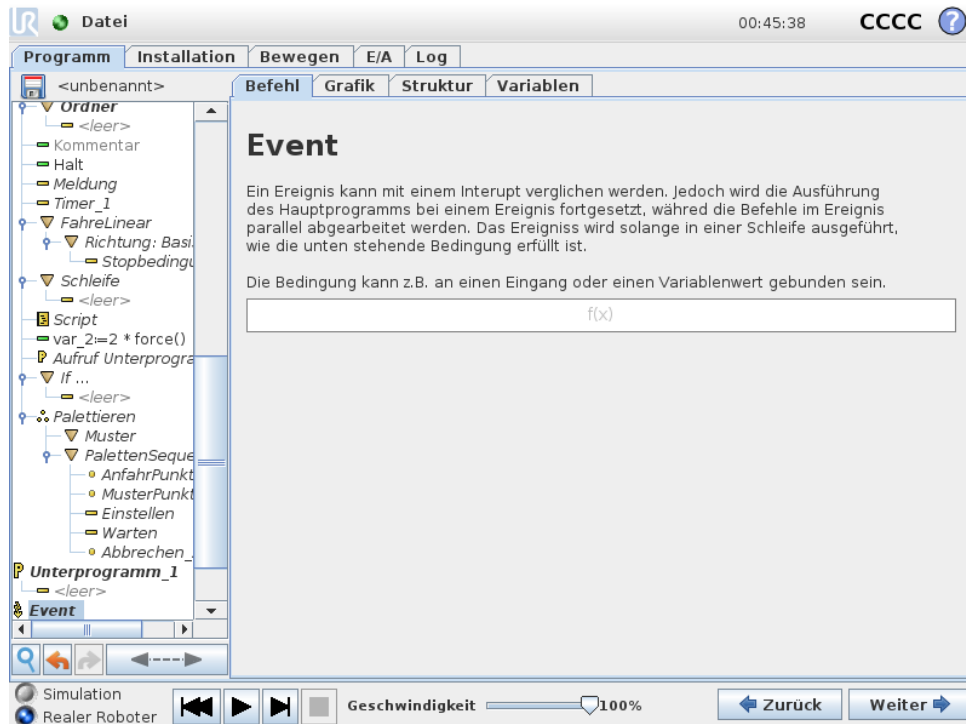 UR Datei 00:45:38 CCCC ?
Programm Installation Bewegen E/A Log
<unbenannt>
Befehl Grafik Struktur Variablen
Ordner
<leer>
Kommentar
Halt
Meldung
Timer_1
FahreLinear
Richtung: Basi
Stopbedingu
Schleife
<leer>
Script
var_2:=2 * force()
Aufruf Unterprogra
If ...
<leer>
Palettieren
Muster
PalettenSeque
AnfahrPunkt
MusterPunkt
Einstellen
Warten
Abbrechen_
Unterprogramm_1
<leer>
Event
Event
Ein Ereignis kann mit einem Interupt verglichen werden. Jedoch wird die Ausführung
des Hauptprogramms bei einem Ereignis fortgesetzt, währed die Befehle im Ereignis
parallel abgearbeitet werden. Das Ereigniss wird solange in einer Schleife ausgeführt,
wie die unten stehende Bedingung erfüllt ist.
Die Bedingung kann z.B. an einen Eingang oder einen Variablenwert gebunden sein.
f(x)
Simulation
Realer Roboter
Geschwindigkeit 100%
Zurück Weiter